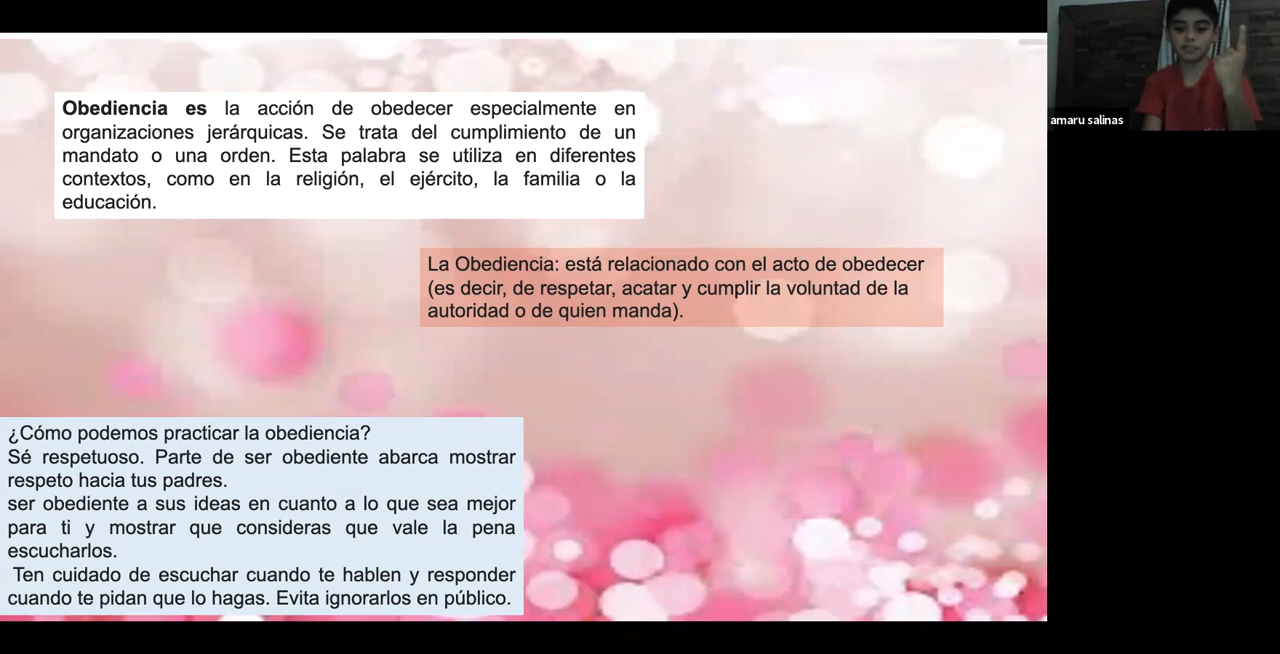 Obediencia es la acción de obedecer especialmente en
organizaciones jerárquicas. Se trata del cumplimiento de un
mandato o una orden. Esta palabra se utiliza en diferentes
contextos, como en la religión, el ejército, la familia o la
educación.
La Obediencia: está relacionado con el acto de obedecer
(es decir, de respetar, acatar y cumplir la voluntad de la
autoridad o de quien manda).
¿Cómo podemos practicar la obediencia?
Sé respetuoso. Parte de ser obediente abarca mostrar
respeto hacia tus padres.
ser obediente a sus ideas en cuanto a lo que sea mejor
para ti y mostrar que consideras que vale la pena
escucharlos.
Ten cuidado de escuchar cuando te hablen y responder
cuando te pidan que lo hagas. Evita ignorarlos en público.
amaru salinas